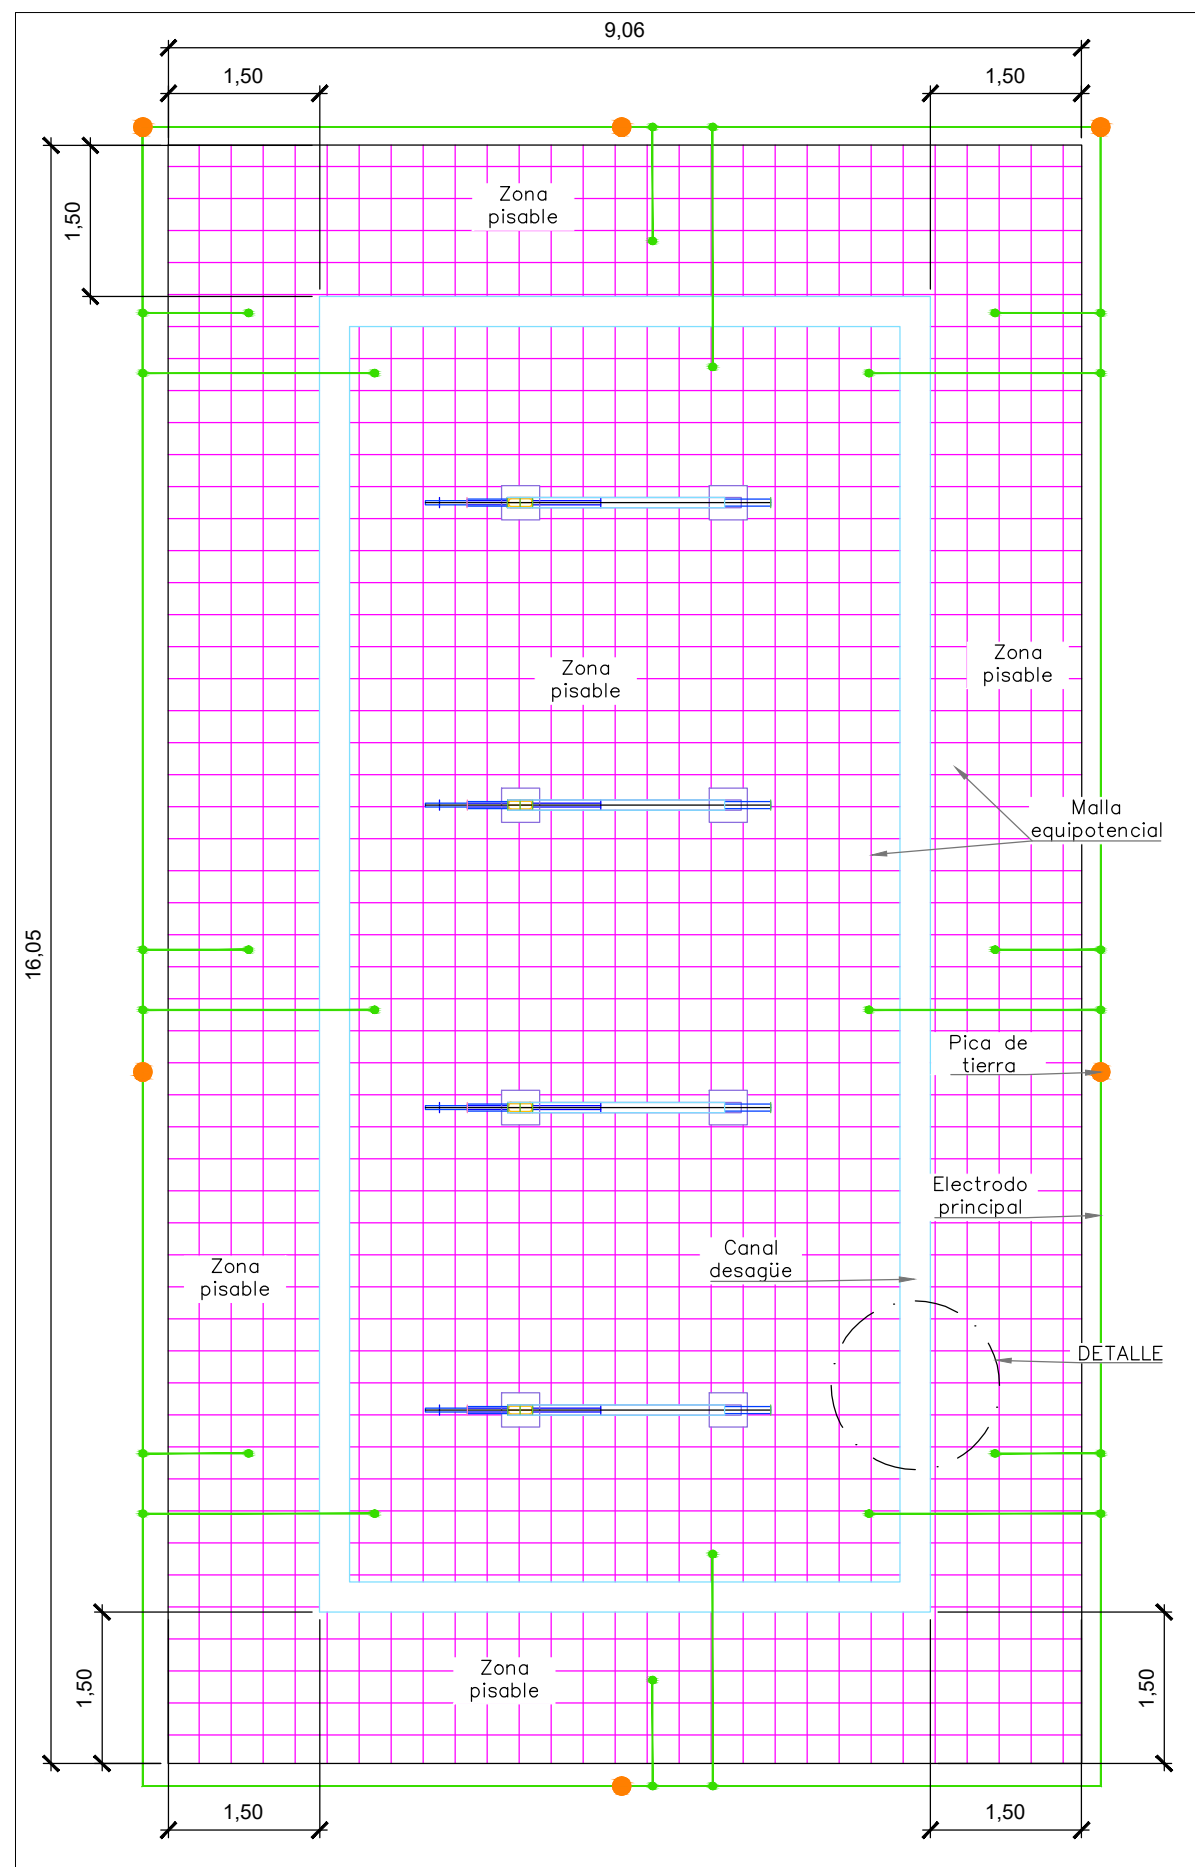 9,06
1,50
1,50
1,50
Zona
pisable
Zona
pisable
Zona
pisable
Malla
equipotencial
16,05
Pica de
tierra
Electrodo
principal
Canal
desagüe
Zona
pisable
DETALLE
Zona
pisable
1,50
1,50
1,50
1,50